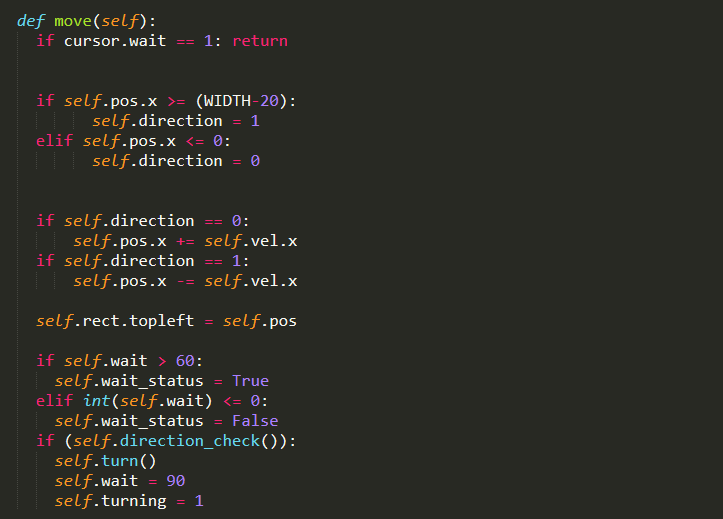 def move(self):
if cursor.wait == 1: return
if self.pos.x >= (WIDTH-20):
self.direction = 1
elif self.pos.x <= 0:
self.direction = 0
if self.direction == 0:
self.pos.x += self.vel.x
if self.direction == 1:
self.pos.x -= self.vel.x
self.rect.topleft = self.pos
if self.wait > 60:
self.wait_status = True
elif int(self.wait) <= 0:
self.wait_status = False
if (self.direction_check()):
self.turn()
self.wait = 90
self.turning = 1